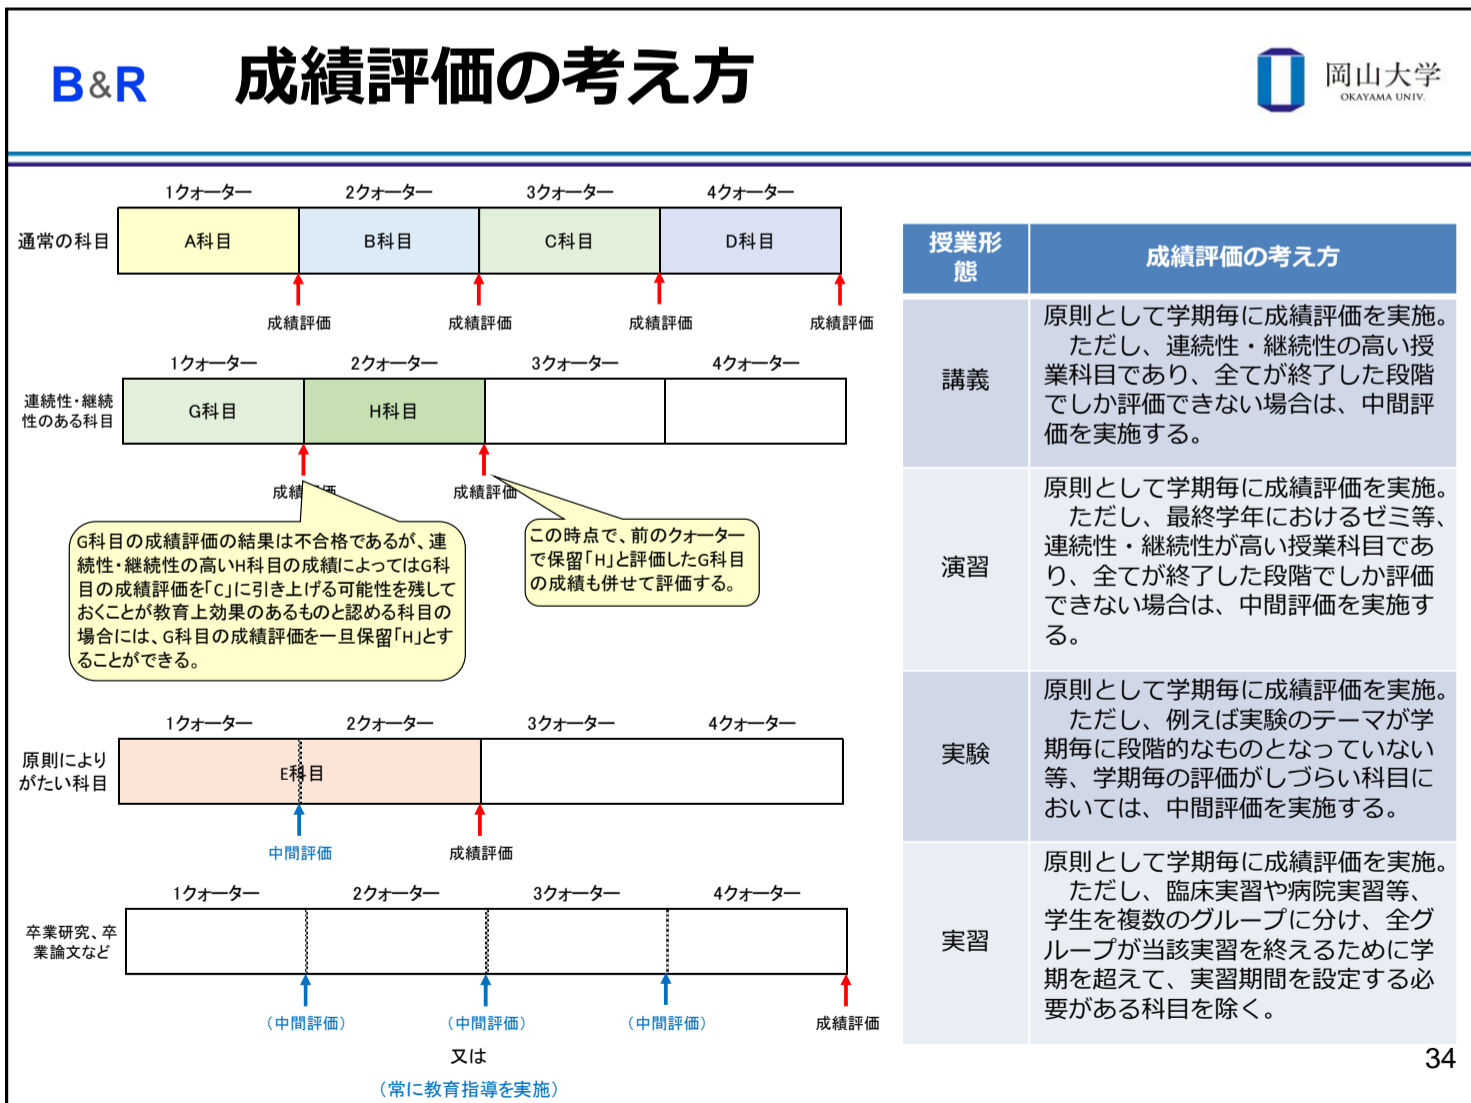 B&R
成績評価の考え方
岡山大学
OKAYAMA UNIV.
1クォーター
2クォーター
3クォーター
4クォーター
通常の科目
A科目
B科目
C科目
D科目
成績評価
成績評価
成績評価
成績評価
1クォーター
2クォーター
3クォーター
4クォーター
連続性・継続
性のある科目
G科目
H科目
成績評価
成績評価
G科目の成績評価の結果は不合格であるが、連
続性・継続性の高いH科目の成績によってはG科
目の成績評価を「C」に引き上げる可能性を残して
おくことが教育上効果のあるものと認める科目の
場合には、G科目の成績評価を一旦保留「H」とす
ることができる。
この時点で、前のクォーター
で保留「H」と評価したG科目
の成績も併せて評価する。
1クォーター
2クォーター
3クォーター
4クォーター
原則により
がたい科目
E科目
中間評価
成績評価
1クォーター
2クォーター
3クォーター
4クォーター
卒業研究、卒
業論文など
（中間評価）
（中間評価）
（中間評価）
成績評価
又は
（常に教育指導を実施）
授業形
態
成績評価の考え方
講義
原則として学期毎に成績評価を実施。
ただし、連続性・継続性の高い授
業科目であり、全てが終了した段階
でしか評価できない場合は、中間評
価を実施する。
演習
原則として学期毎に成績評価を実施。
ただし、最終学年におけるゼミ等、
連続性・継続性が高い授業科目であ
り、全てが終了した段階でしか評価
できない場合は、中間評価を実施す
る。
実験
原則として学期毎に成績評価を実施。
ただし、例えば実験のテーマが学
期毎に段階的なものとなっていない
等、学期毎の評価がしづらい科目に
おいては、中間評価を実施する。
実習
原則として学期毎に成績評価を実施。
ただし、臨床実習や病院実習等、
学生を複数のグループに分け、全グ
ループが当該実習を終えるために学
期を超えて、実習期間を設定する必
要がある科目を除く。
34